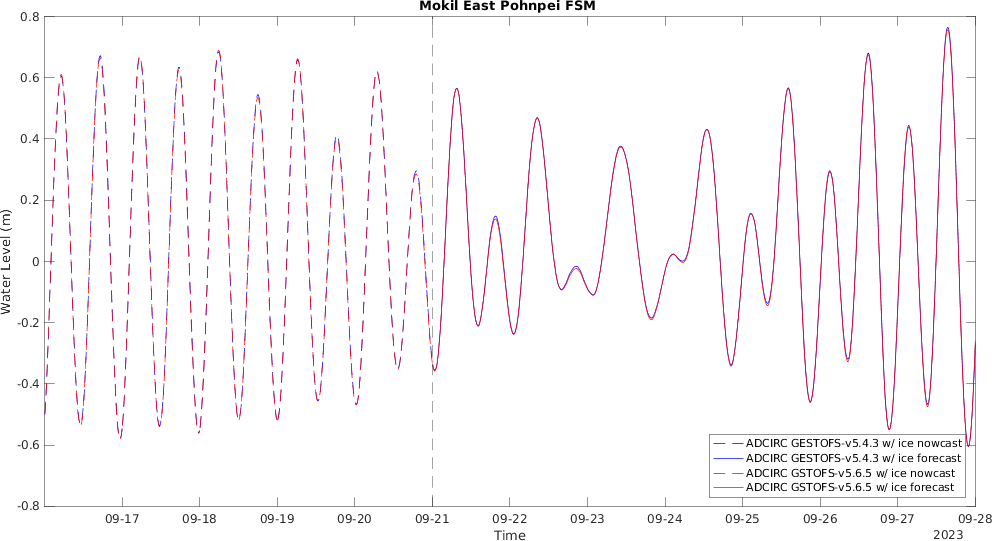 Mokil East Pohnpei FSM
0.8
0.6
0.4
0.2
0
-0.2
-0.4
-0.6
-0.8
Water Level (m)
ADCIRC GESTOFS-v5.4.3 w/ ice nowcast
ADCIRC GESTOFS-v5.4.3 w/ ice forecast
ADCIRC GSTOFS-v5.6.5 w/ ice nowcast
ADCIRC GSTOFS-v5.6.5 w/ ice forecast
09-17 09-18 09-19 09-20 09-21 09-22 09-23 09-24 09-25 09-26 09-27 09-28
Time
2023